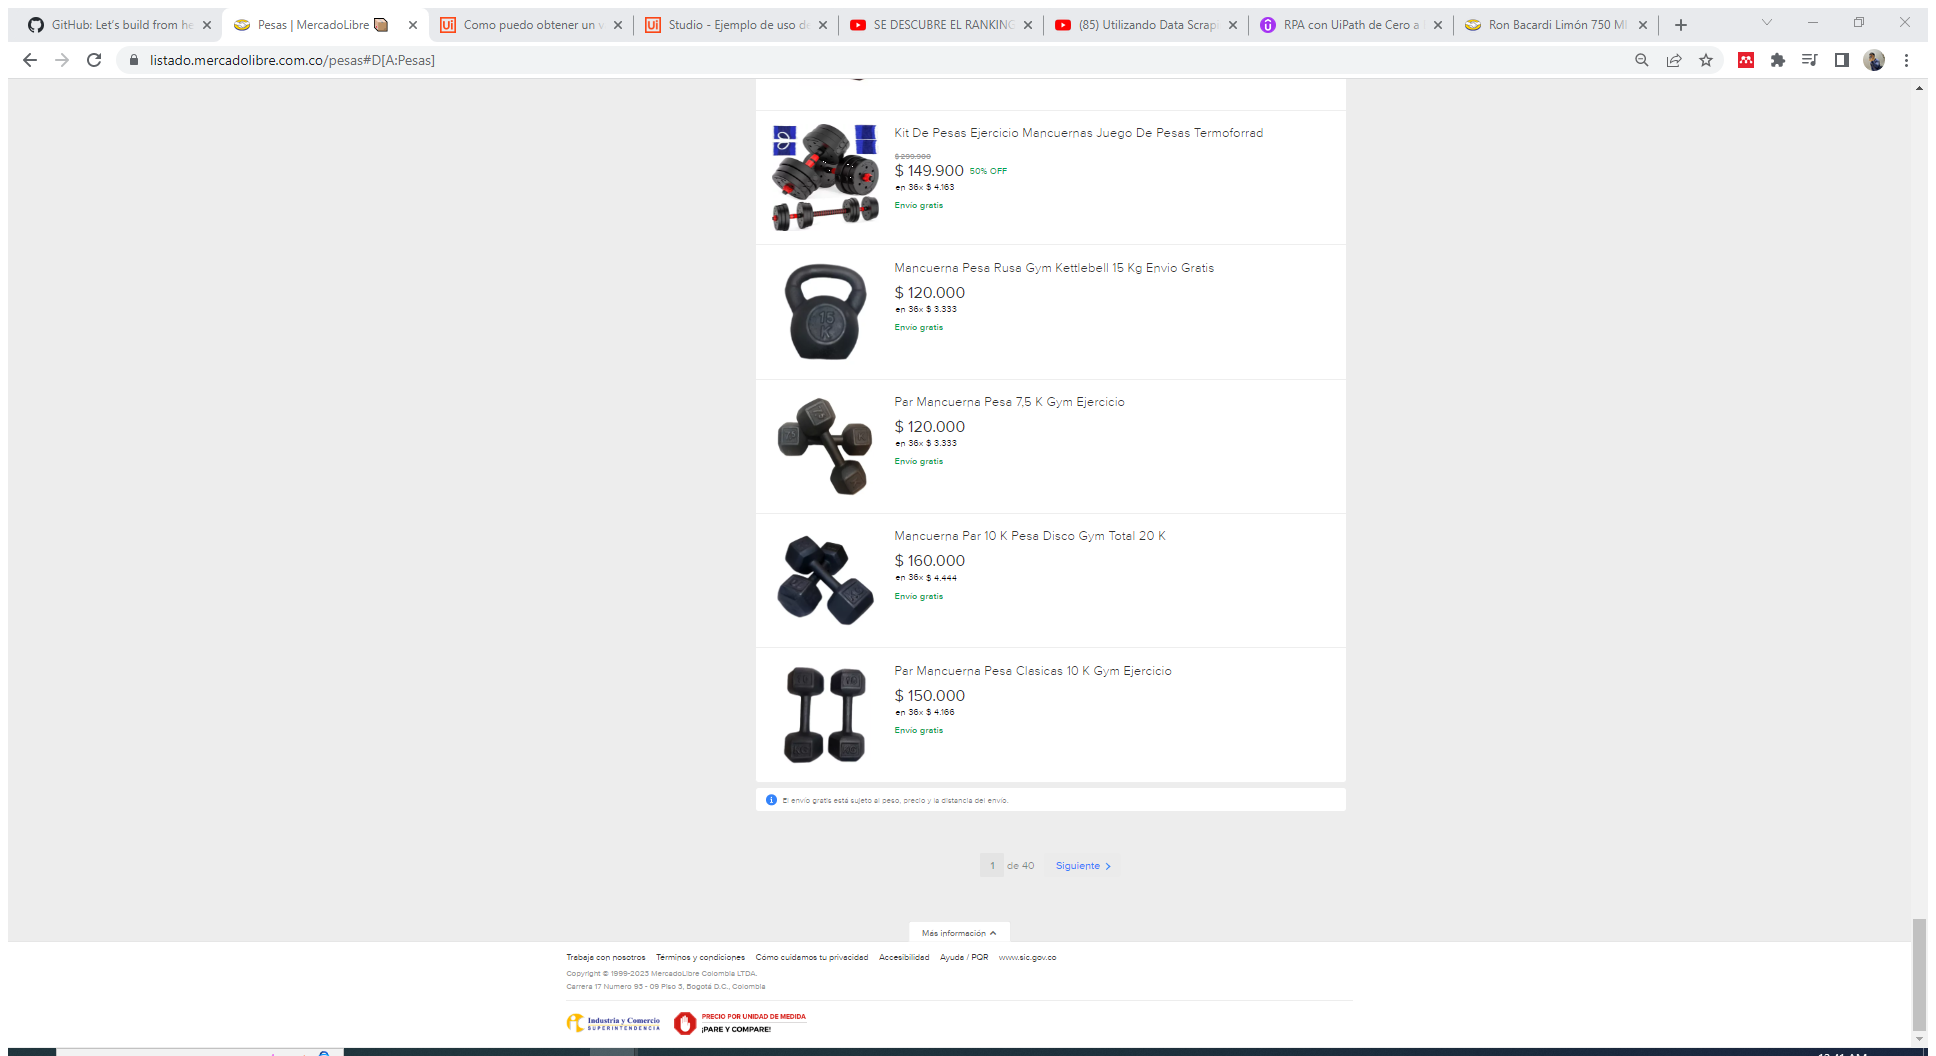 GitHub: Let's build from he
Pesas | MercadoLibre
Como puedo obtener un v
Studio - Ejemplo de uso de
SE DESCUBRE EL RANKING
(85) Utilizando Data Scrapi
RPA con UiPath de Cero a
Ron Bacardi Limón 750 Ml
listado.mercadolibre.com.co/pesas#D[A:Pesas]
Kit De Pesas Ejercicio Mancuernas Juego De Pesas Termoforrad
$ 299.900
$ 149.900 50% OFF
en 36x $ 4.163
Envío gratis
Mancuerna Pesa Rusa Gym Kettlebell 15 Kg Envio Gratis
$ 120.000
en 36x $ 3.333
Envío gratis
Par Mancuerna Pesa 7,5 K Gym Ejercicio
$ 120.000
en 36x $ 3.333
Envío gratis
Mancuerna Par 10 K Pesa Disco Gym Total 20 K
$ 160.000
en 36x $ 4.444
Envío gratis
Par Mancuerna Pesa Clasicas 10 K Gym Ejercicio
$ 150.000
en 36x $ 4.166
Envío gratis
El envío gratis está sujeto al peso, precio y la distancia del envío.
1 de 40 Siguiente
Más información
Trabaja con nosotros Términos y condiciones Cómo cuidamos tu privacidad Accesibilidad Ayuda / PQR www.sic.gov.co
Copyright © 1999-2023 MercadoLibre Colombia LTDA.
Carrera 17 Numero 93 - 09 Piso 3, Bogotá D.C., Colombia
Industria y Comercio
SUPERINTENDENCIA
PRECIO POR UNIDAD DE MEDIDA
¡PARE Y COMPARE!